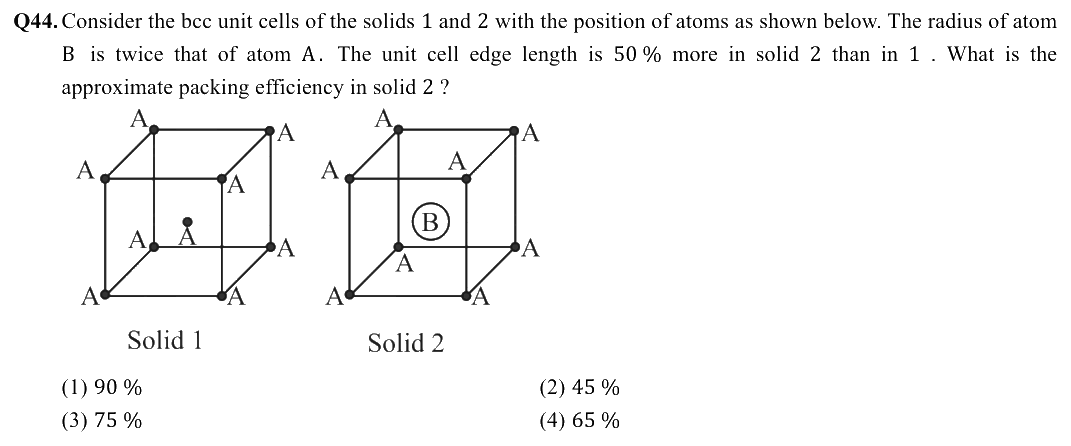 Q44. Consider the bcc unit cells of the solids 1 and 2 with the position of atoms as shown below. The radius of atom
B is twice that of atom A. The unit cell edge length is 50 % more in solid 2 than in 1 . What is the
approximate packing efficiency in solid 2 ?
A A A A
A A A A
A A A A
B
A A A
A A A A
Solid 1 Solid 2
(1) 90 % (2) 45 %
(3) 75 % (4) 65 %